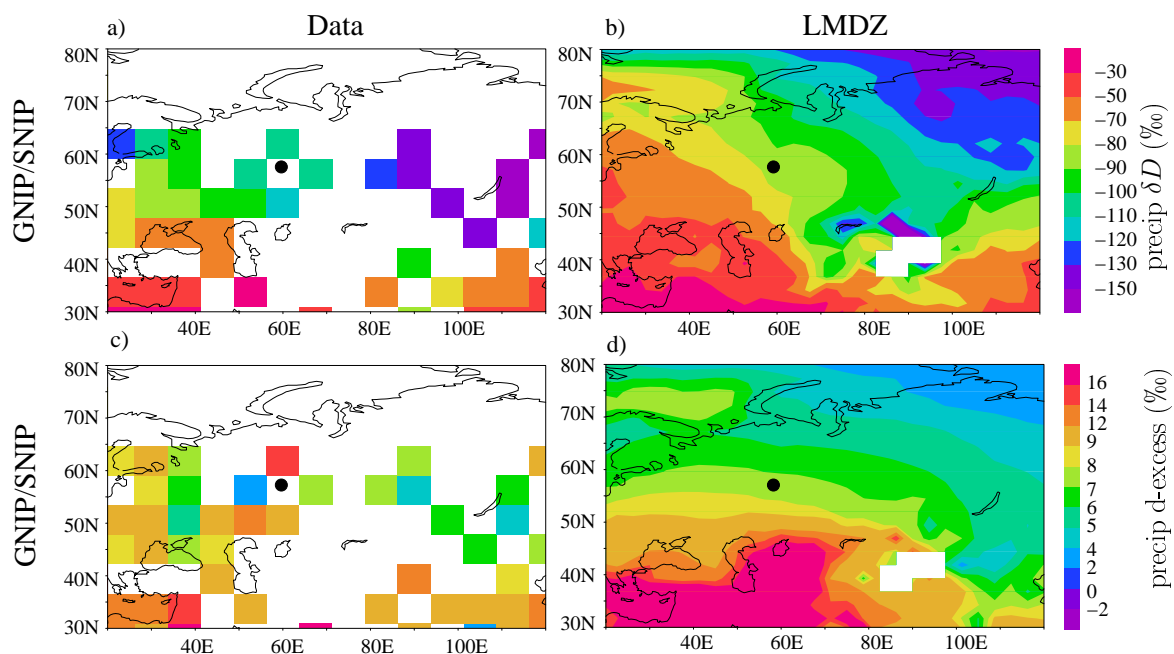 Data
LMDZ
a)
b)
GNIP/SNIP
80N
70N
60N
50N
40N
30N
40E
60E
80E
100E
80N
70N
60N
50N
40N
30N
40E
60E
80E
100E
−30
−50
−70
−80
−90
−100
−110
−120
−130
−150
precip δD (‰)
c)
d)
GNIP/SNIP
80N
70N
60N
50N
40N
30N
40E
60E
80E
100E
80N
70N
60N
50N
40N
30N
40E
60E
80E
100E
16
14
12
9
8
7
6
5
4
2
0
−2
precip d-excess (‰)